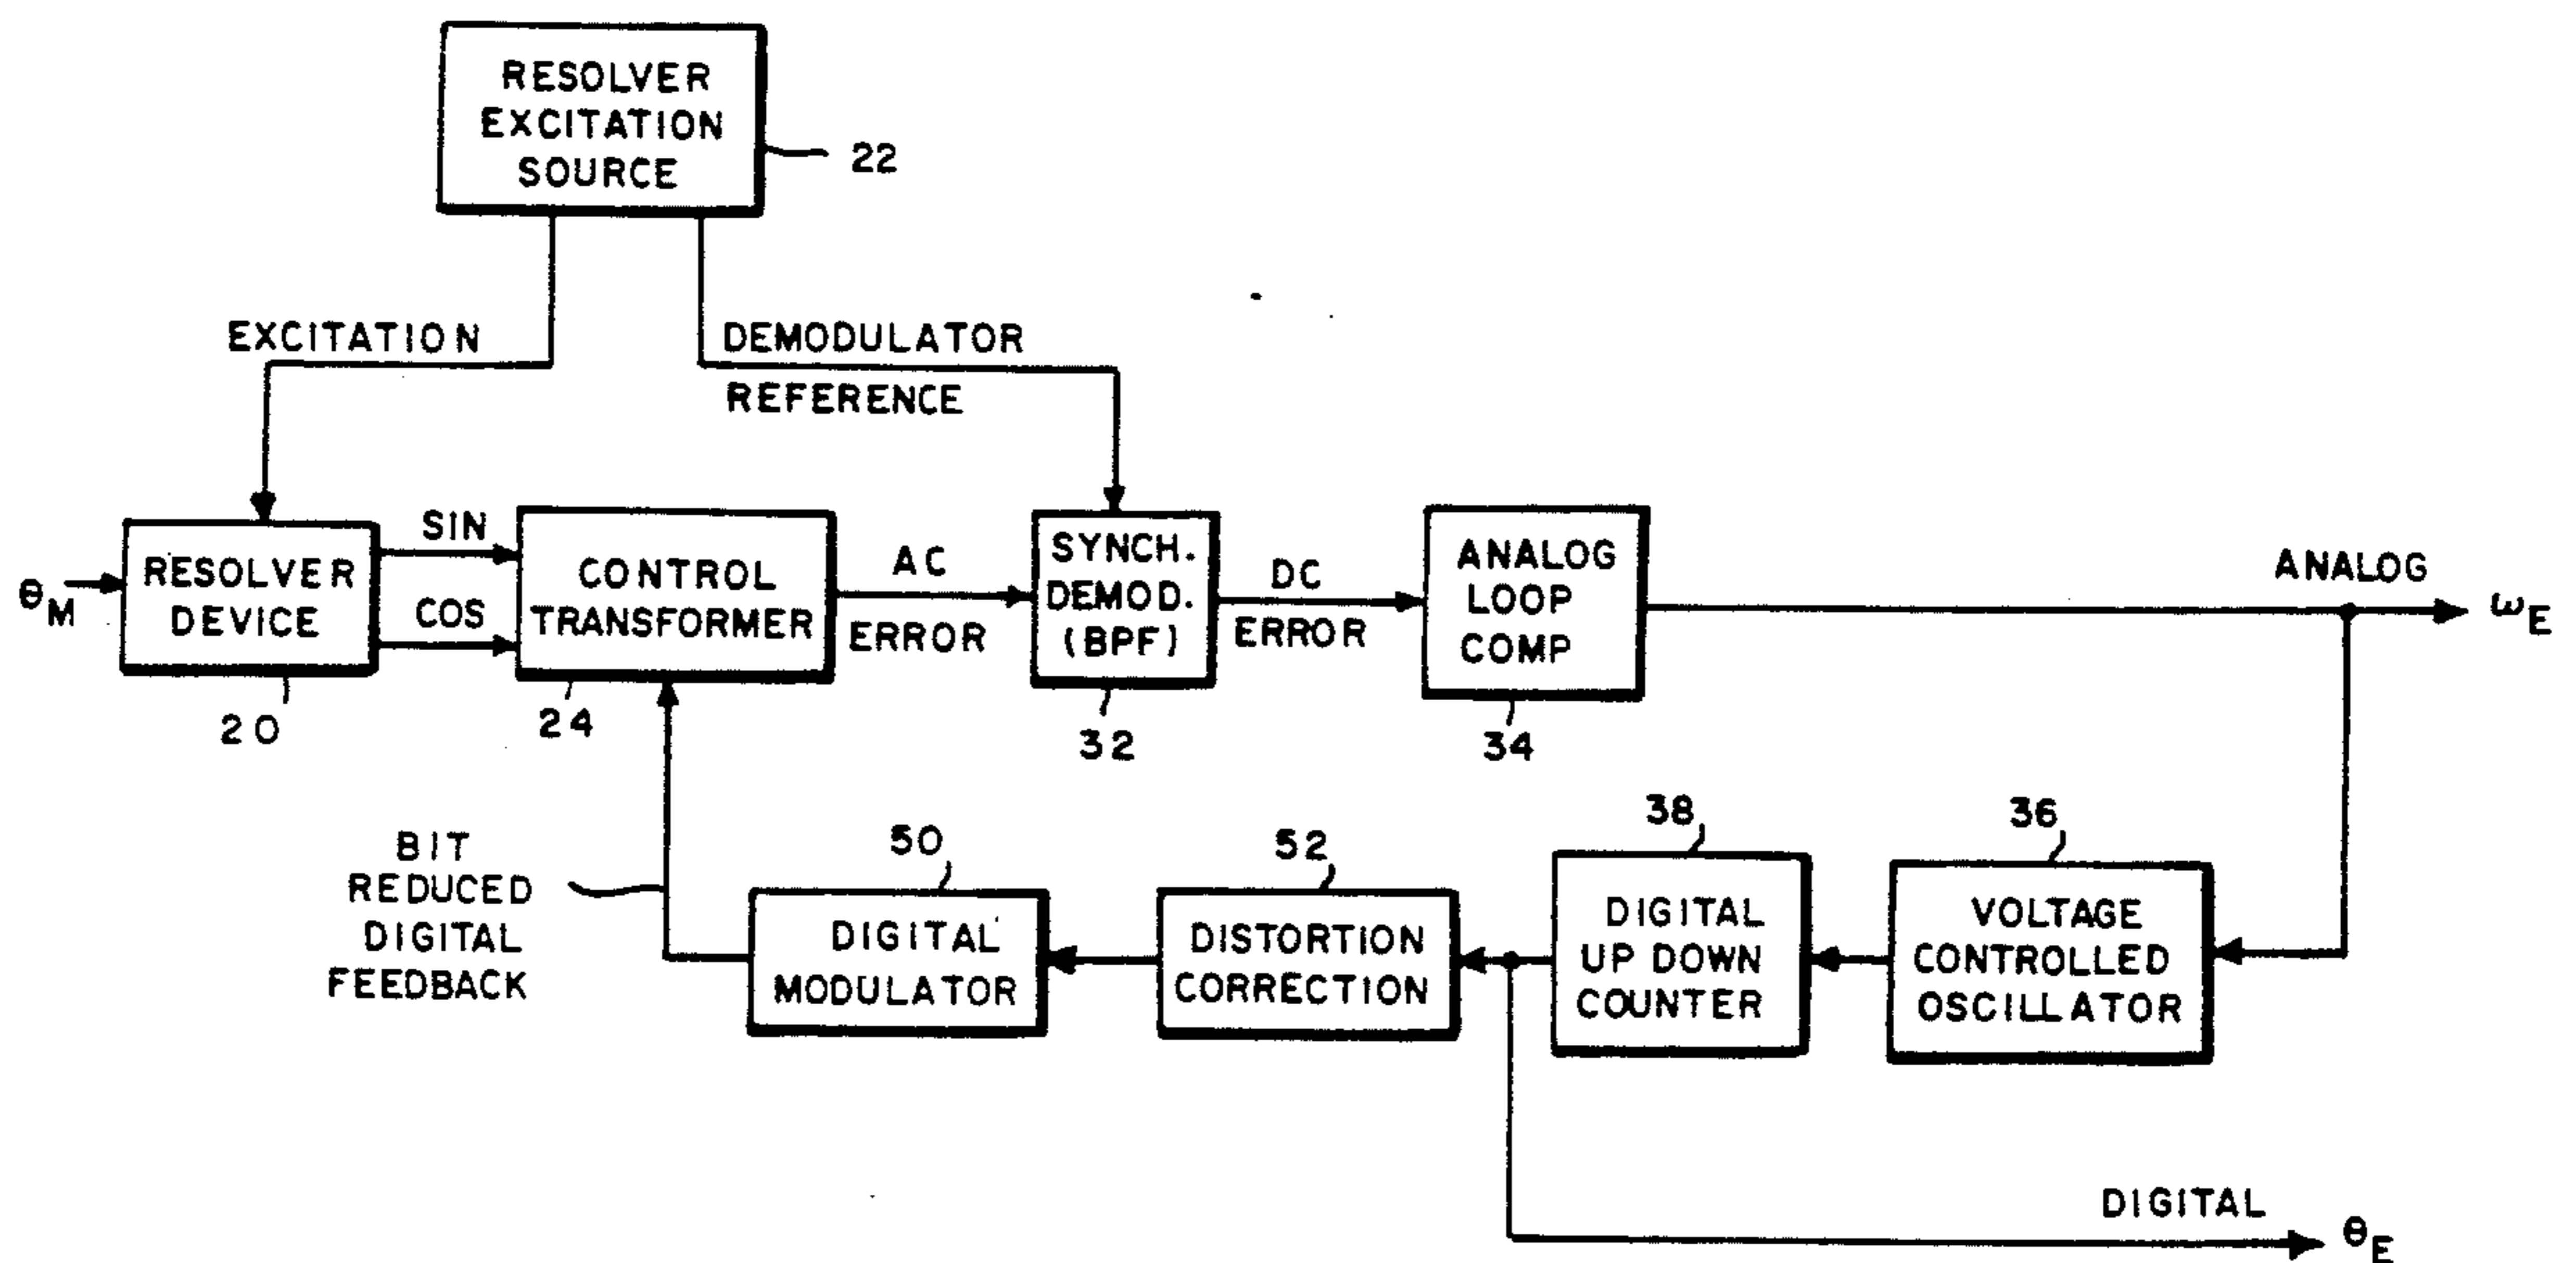 RESOLVER
EXCITATION
SOURCE
22
EXCITATION
DEMODULATOR
REFERENCE
θM
RESOLVER
DEVICE
20
SIN
COS
CONTROL
TRANSFORMER
24
AC
ERROR
SYNCH.
DEMOD.
(BPF)
32
DC
ERROR
ANALOG
LOOP
COMP
34
ANALOG
ωE
BIT
REDUCED
DIGITAL
FEEDBACK
50
DIGITAL
MODULATOR
52
DISTORTION
CORRECTION
38
DIGITAL
UP DOWN
COUNTER
36
VOLTAGE
CONTROLLED
OSCILLATOR
DIGITAL
θE